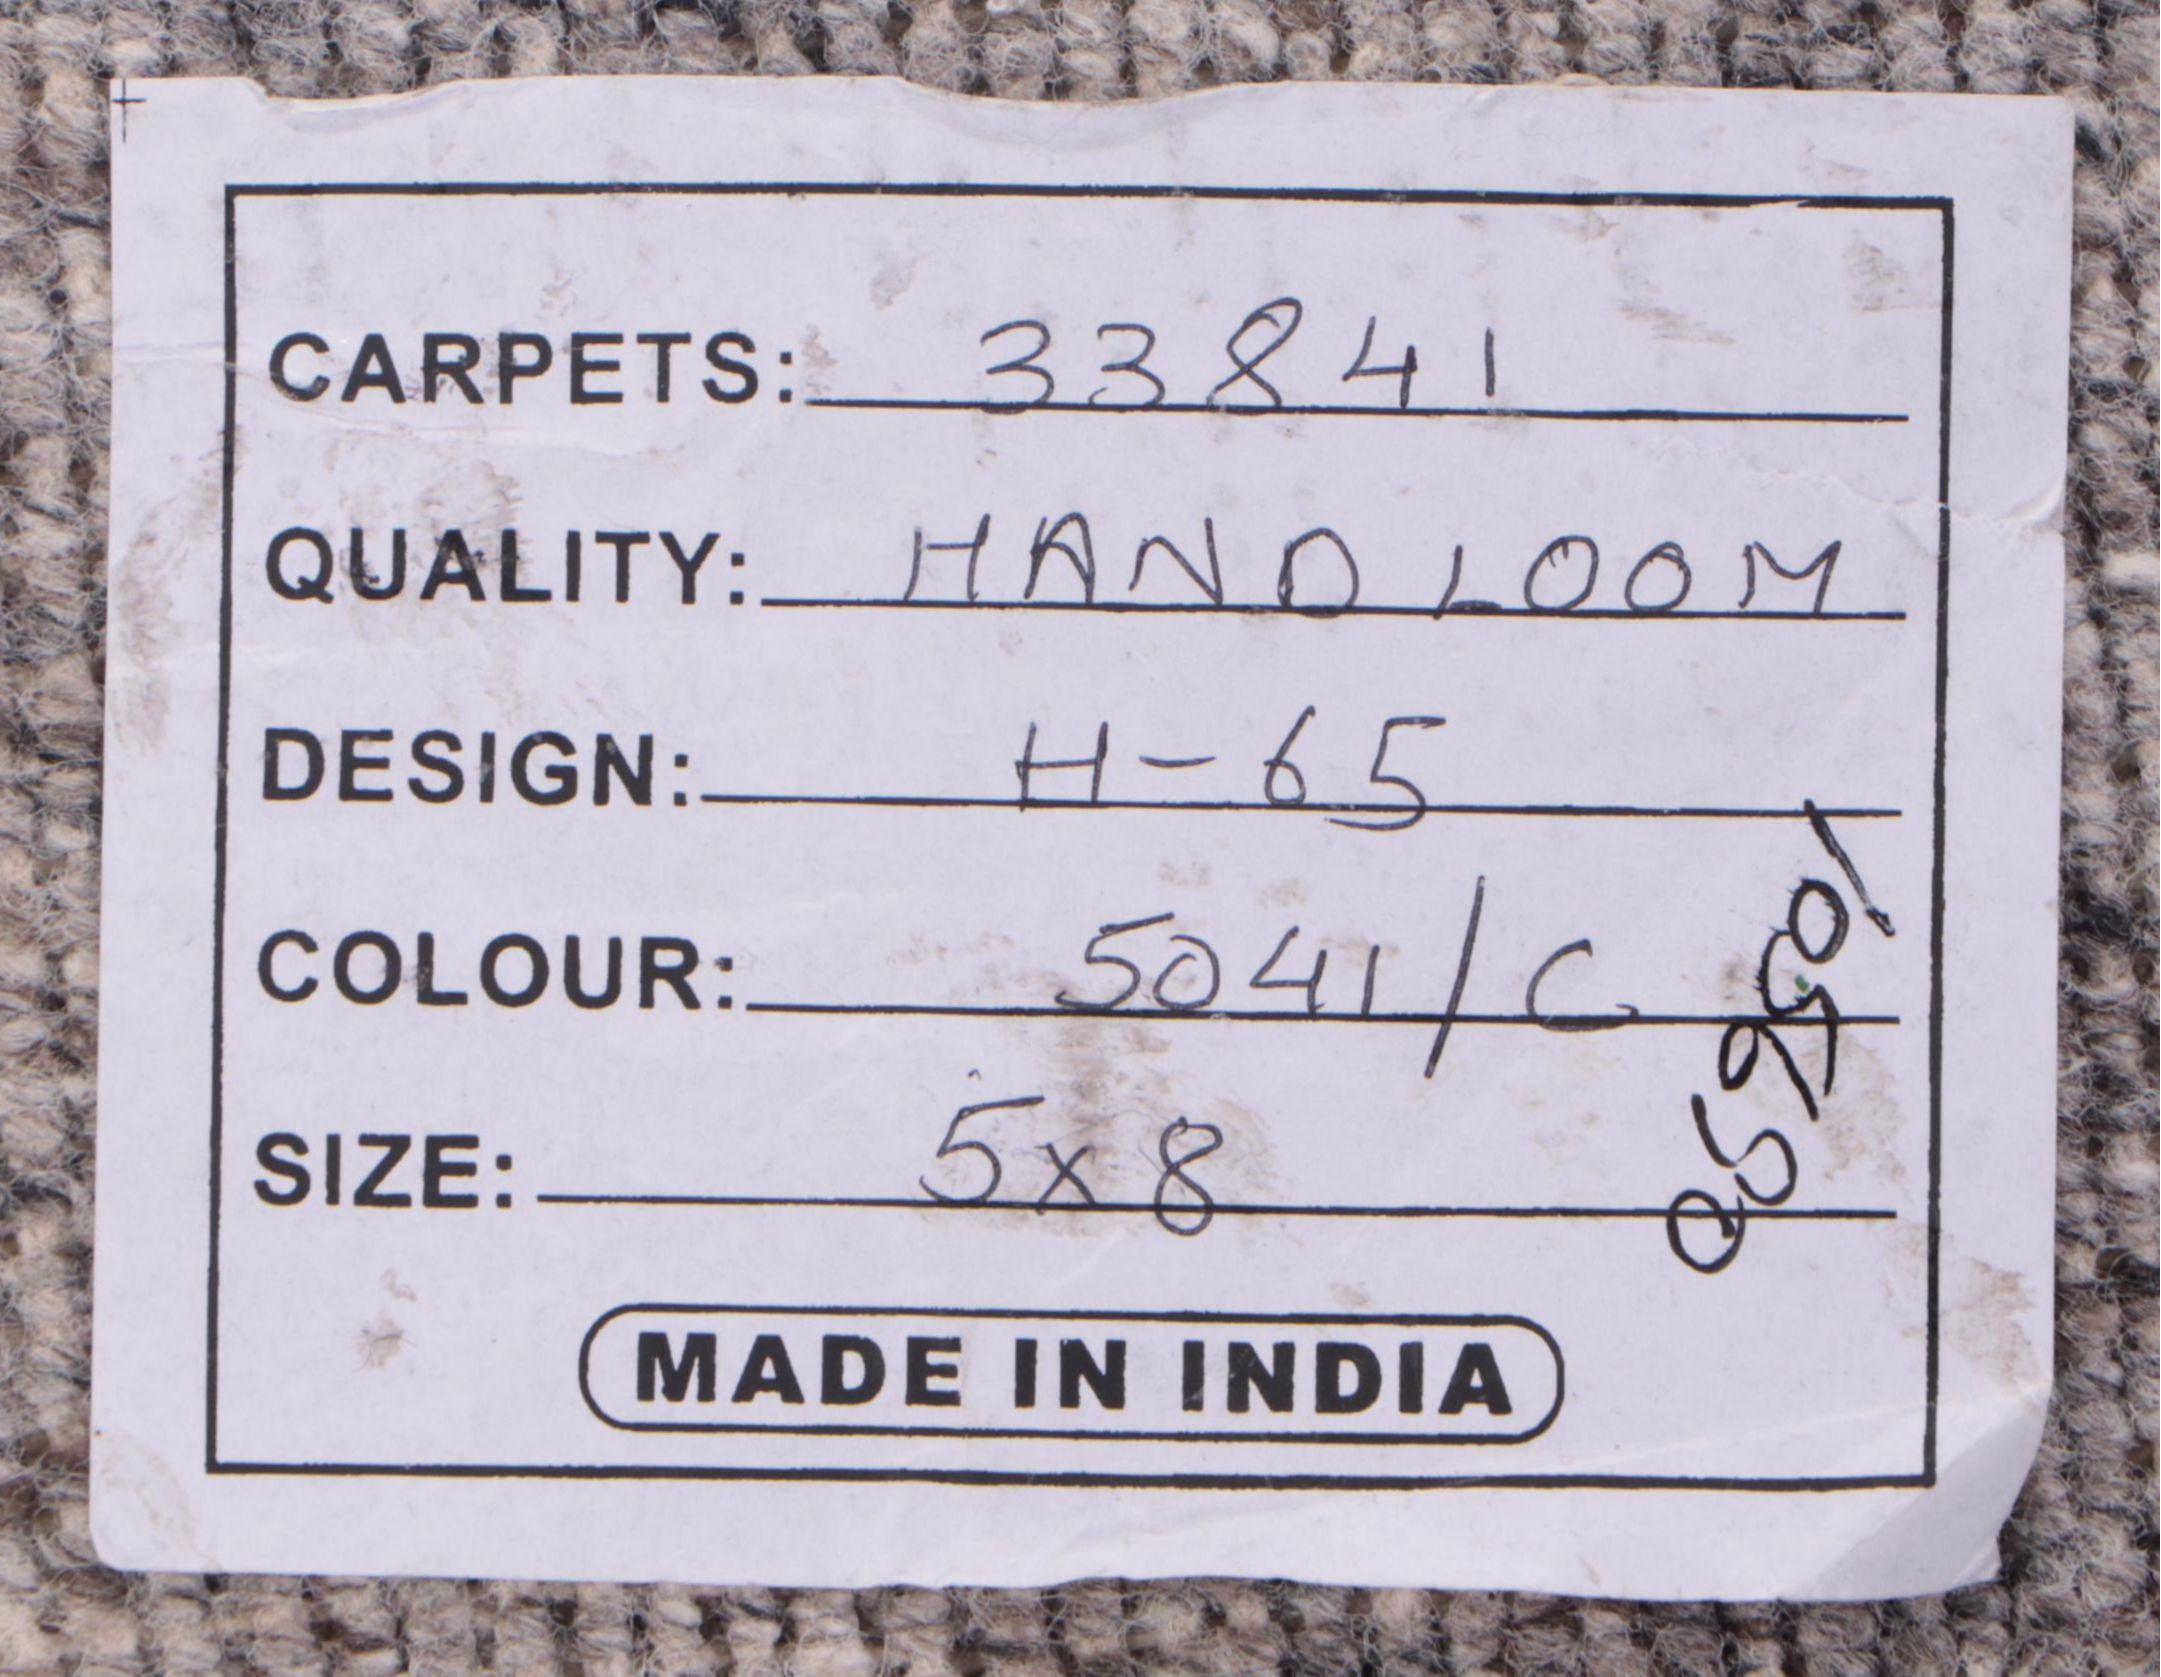 CARPETS: 33841
QUALITY: HAND LOOM
DESIGN: H-65
COLOUR: 5041/C
SIZE: 5x8
MADE IN INDIA